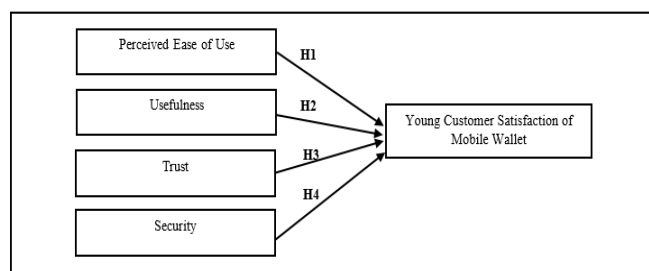 Perceived Ease of Use
H1
Usefulness
H2
Young Customer Satisfaction of
Mobile Wallet
Trust
H3
Security
H4